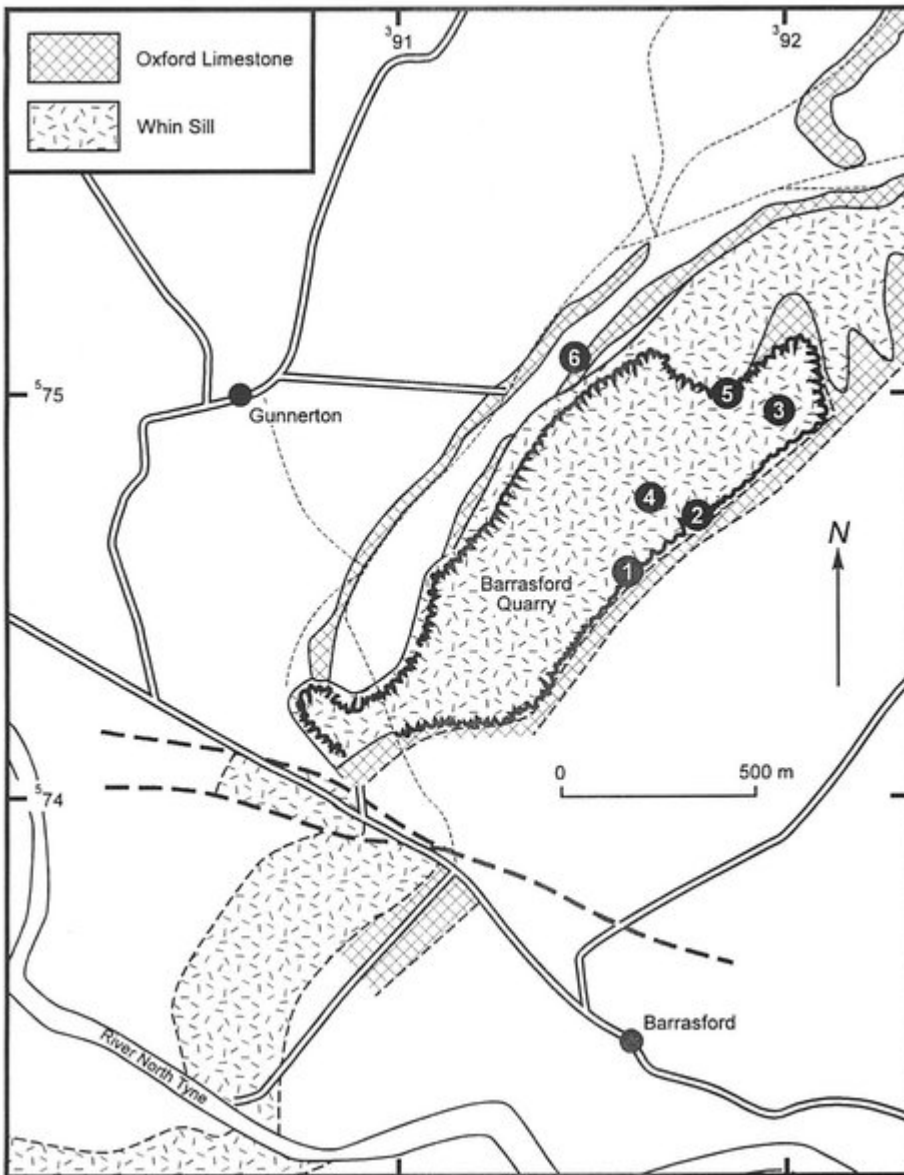 ³91
³92
Oxford Limestone
Whin Sill
6
⁵75
5
Gunnerton
3
4
2
N
1
Barrasford
Quarry
0
500 m
⁵74
Barrasford
River North Tyne